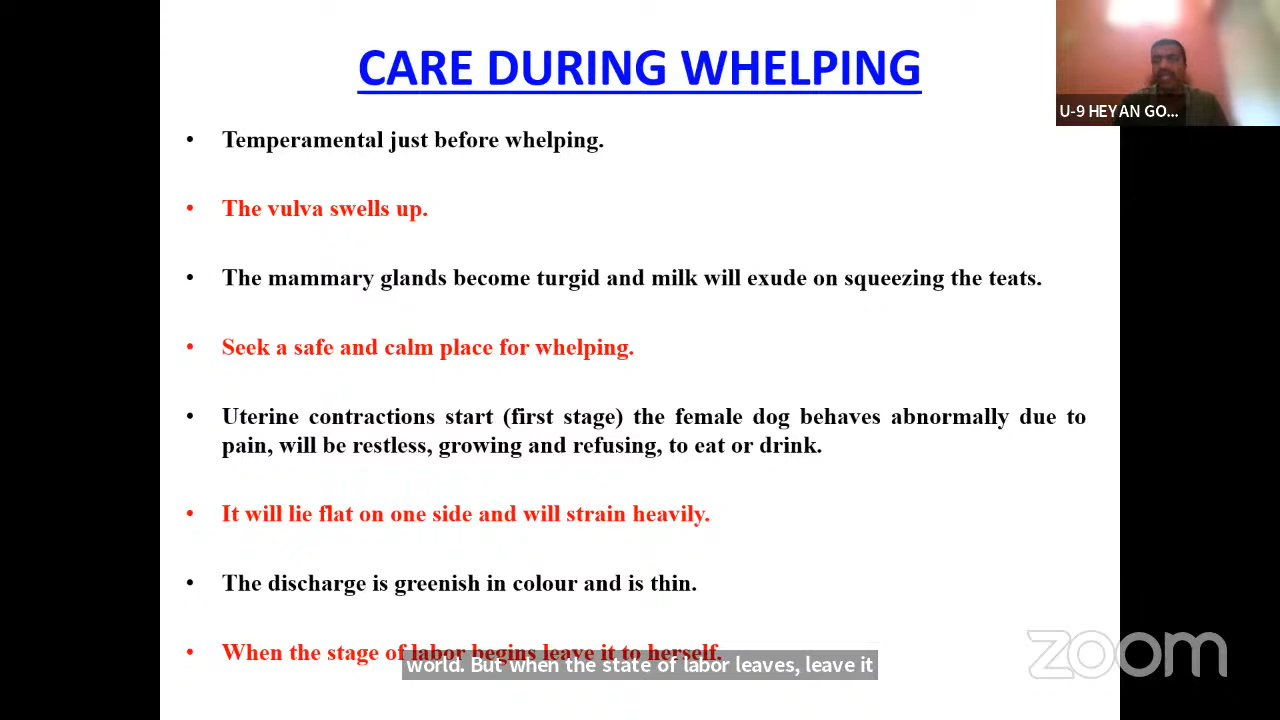 CARE DURING WHELPING
U-9 HEYAN GO...
• Temperamental just before whelping.
• The vulva swells up.
• The mammary glands become turgid and milk will exude on squeezing the teats.
• Seek a safe and calm place for whelping.
• Uterine contractions start (first stage) the female dog behaves abnormally due to
pain, will be restless, growing and refusing, to eat or drink.
• It will lie flat on one side and will strain heavily.
• The discharge is greenish in colour and is thin.
• When the stage of labor begins leave it to herself.
world. But when the state of labor leaves, leave it
zoom